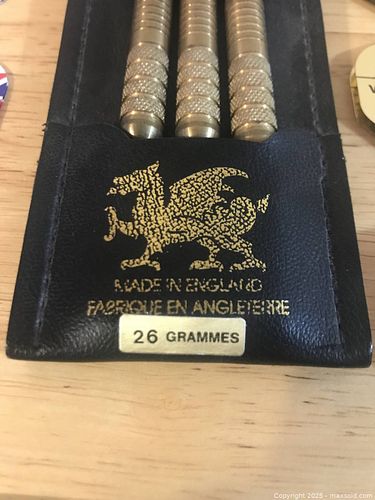 MADE IN ENGLAND
FABRIQUE EN ANGLETERRE
26 GRAMMES
Copyright 2025 - maxsold.com